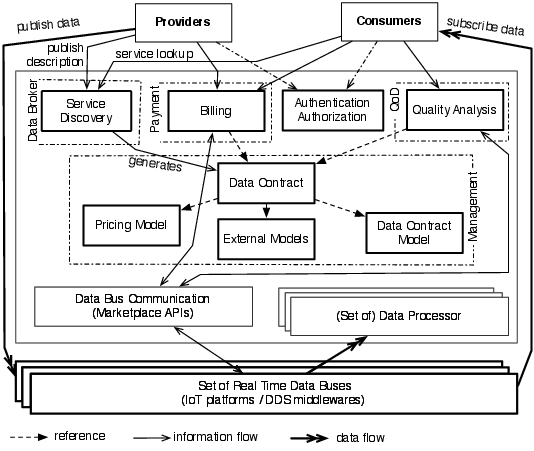 publish data
Providers
Consumers
subscribe data
publish
description
service lookup
Data Broker
Service
Discovery
Payment
Billing
Authentication
Authorization
QoD
Quality Analysis
generates
Data Contract
Management
Pricing Model
External Models
Data Contract
Model
Data Bus Communication
(Marketplace APIs)
(Set of) Data Processor
Set of Real Time Data Buses
(IoT platforms / DDS middlewares)
reference
information flow
data flow